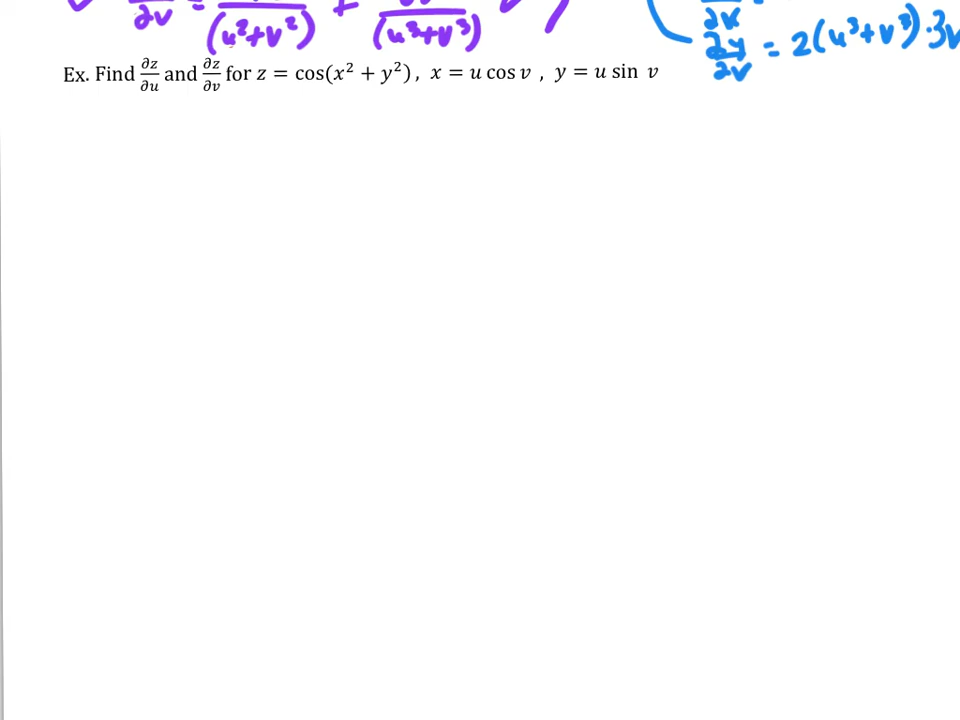 ∂v = (u²+v²) + (u³+v³)
∂x
∂y/∂v = 2(u³+v³)·3v
Ex. Find ∂z/∂u and ∂z/∂v for z = cos(x² + y²), x = u cos v , y = u sin v